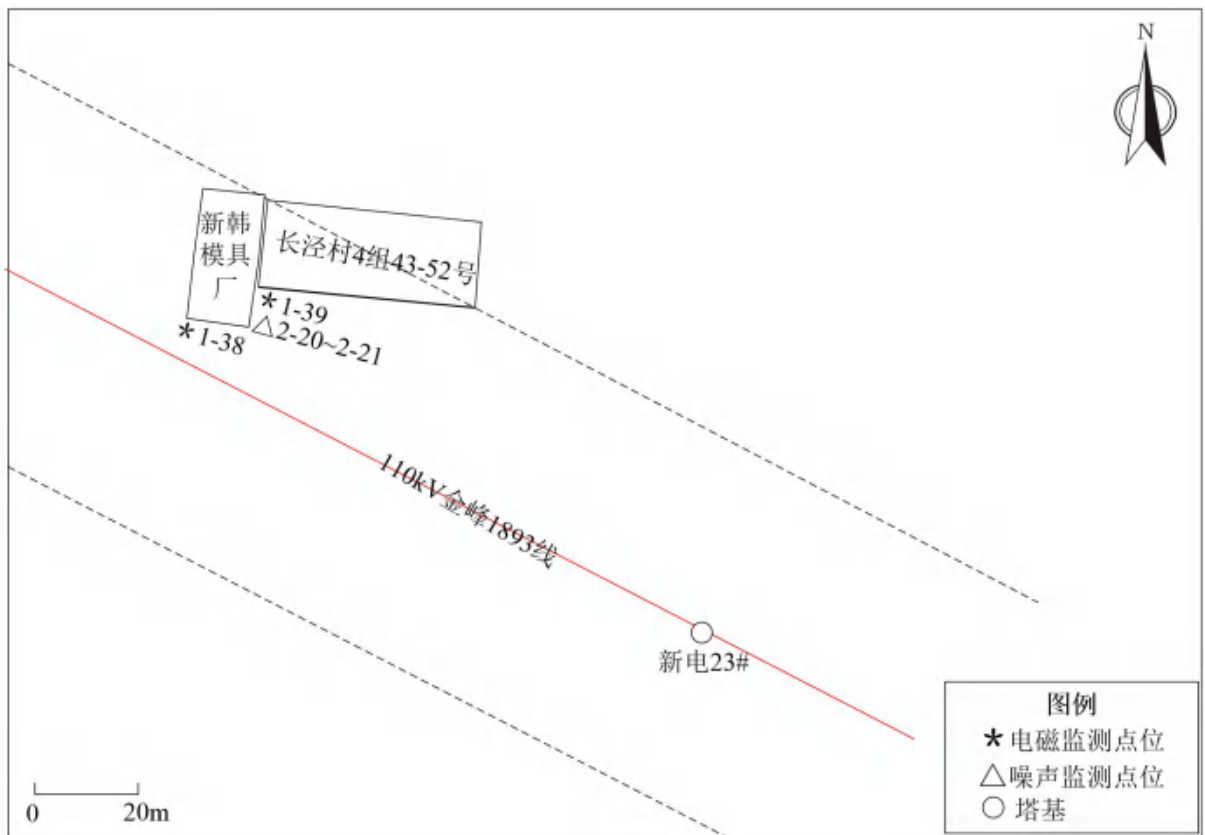 N
新韩
模具
厂
长泾村4组43-52号
*1-39
*1-38
△2-20~2-21
110kV金峰1893线
新电23#
图例
*电磁监测点位
△噪声监测点位
○塔基
0 20m